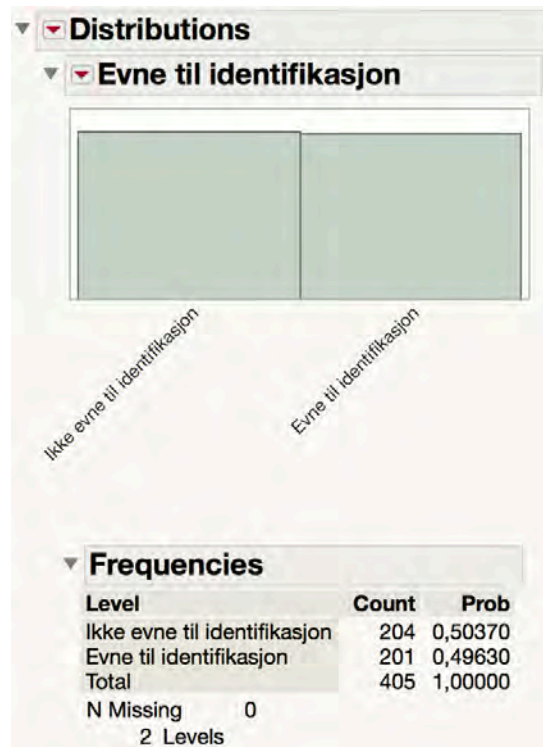 Distributions
Evne til identifikasjon
Ikke evne til identifikasjon
Evne til identifikasjon
Frequencies
Level Count Prob
Ikke evne til identifikasjon 204 0,50370
Evne til identifikasjon 201 0,49630
Total 405 1,00000
N Missing 0
2 Levels